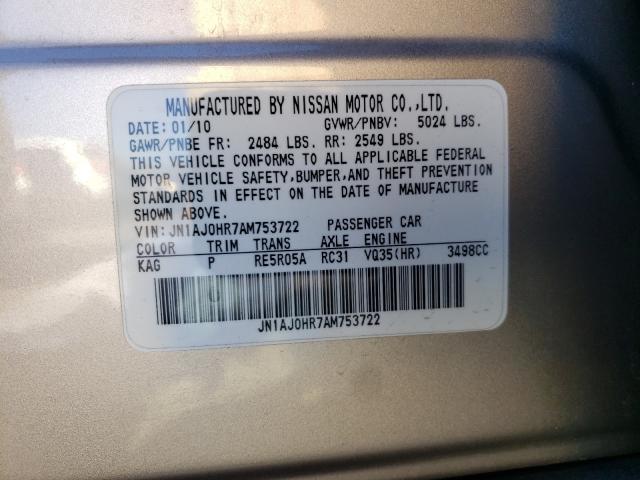 MANUFACTURED BY NISSAN MOTOR CO.,LTD.
DATE: 01/10 GVWR/PNBV: 5024 LBS.
GAWR/PNBE FR: 2484 LBS. RR: 2549 LBS.
THIS VEHICLE CONFORMS TO ALL APPLICABLE FEDERAL
MOTOR VEHICLE SAFETY,BUMPER,AND THEFT PREVENTION
STANDARDS IN EFFECT ON THE DATE OF MANUFACTURE
SHOWN ABOVE.
VIN: JN1AJ0HR7AM753722 PASSENGER CAR
COLOR TRIM TRANS AXLE ENGINE
KAG P RE5R05A RC31 VQ35(HR) 3498CC
JN1AJ0HR7AM753722